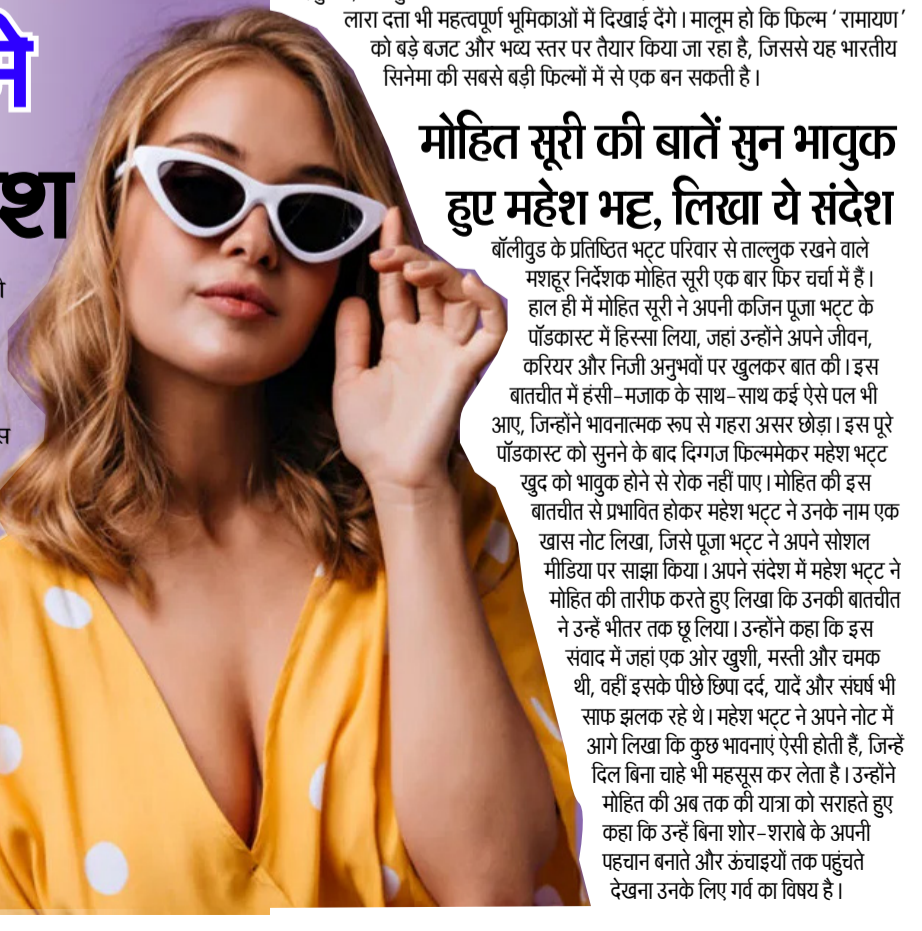 लारा दत्ता भी महत्वपूर्ण भूमिकाओं में दिखाई देंगे। मालूम हो कि फिल्म ‘रामायण’
को बड़े बजट और भव्य स्तर पर तैयार किया जा रहा है, जिससे यह भारतीय
सिनेमा की सबसे बड़ी फिल्मों में से एक बन सकती है।
मोहित सूरी की बातें सुन भावुक
हुए महेश भट्ट, लिखा ये संदेश
बॉलीवुड के प्रतिष्ठित भट्ट परिवार से ताल्लुक रखने वाले
मशहूर निर्देशक मोहित सूरी एक बार फिर चर्चा में हैं।
हाल ही में मोहित सूरी ने अपनी कजिन पूजा भट्ट के
पॉडकास्ट में हिस्सा लिया, जहां उन्होंने अपने जीवन,
करियर और निजी अनुभवों पर खुलकर बात की। इस
बातचीत में हंसी-मजाक के साथ-साथ कई ऐसे पल भी
आए, जिन्होंने भावनात्मक रूप से गहरा असर छोड़ा। इस पूरे
पॉडकास्ट को सुनने के बाद दिग्गज फिल्ममेकर महेश भट्ट
खुद को भावुक होने से रोक नहीं पाए। मोहित की इस
बातचीत से प्रभावित होकर महेश भट्ट ने उनके नाम एक
खास नोट लिखा, जिसे पूजा भट्ट ने अपने सोशल
मीडिया पर साझा किया। अपने संदेश में महेश भट्ट ने
मोहित की तारीफ करते हुए लिखा कि उनकी बातचीत
ने उन्हें भीतर तक छू लिया। उन्होंने कहा कि इस
संवाद में जहां एक ओर खुशी, मस्ती और चमक
थी, वहीं इसके पीछे छिपा दर्द, यादें और संघर्ष भी
साफ झलक रहे थे। महेश भट्ट ने अपने नोट में
आगे लिखा कि कुछ भावनाएं ऐसी होती हैं, जिन्हें
दिल बिना चाहे भी महसूस कर लेता है। उन्होंने
मोहित की अब तक की यात्रा को सराहते हुए
कहा कि उन्हें बिना शोर-शराबे के अपनी
पहचान बनाते और ऊंचाइयों तक पहुंचते
देखना उनके लिए गर्व का विषय है।